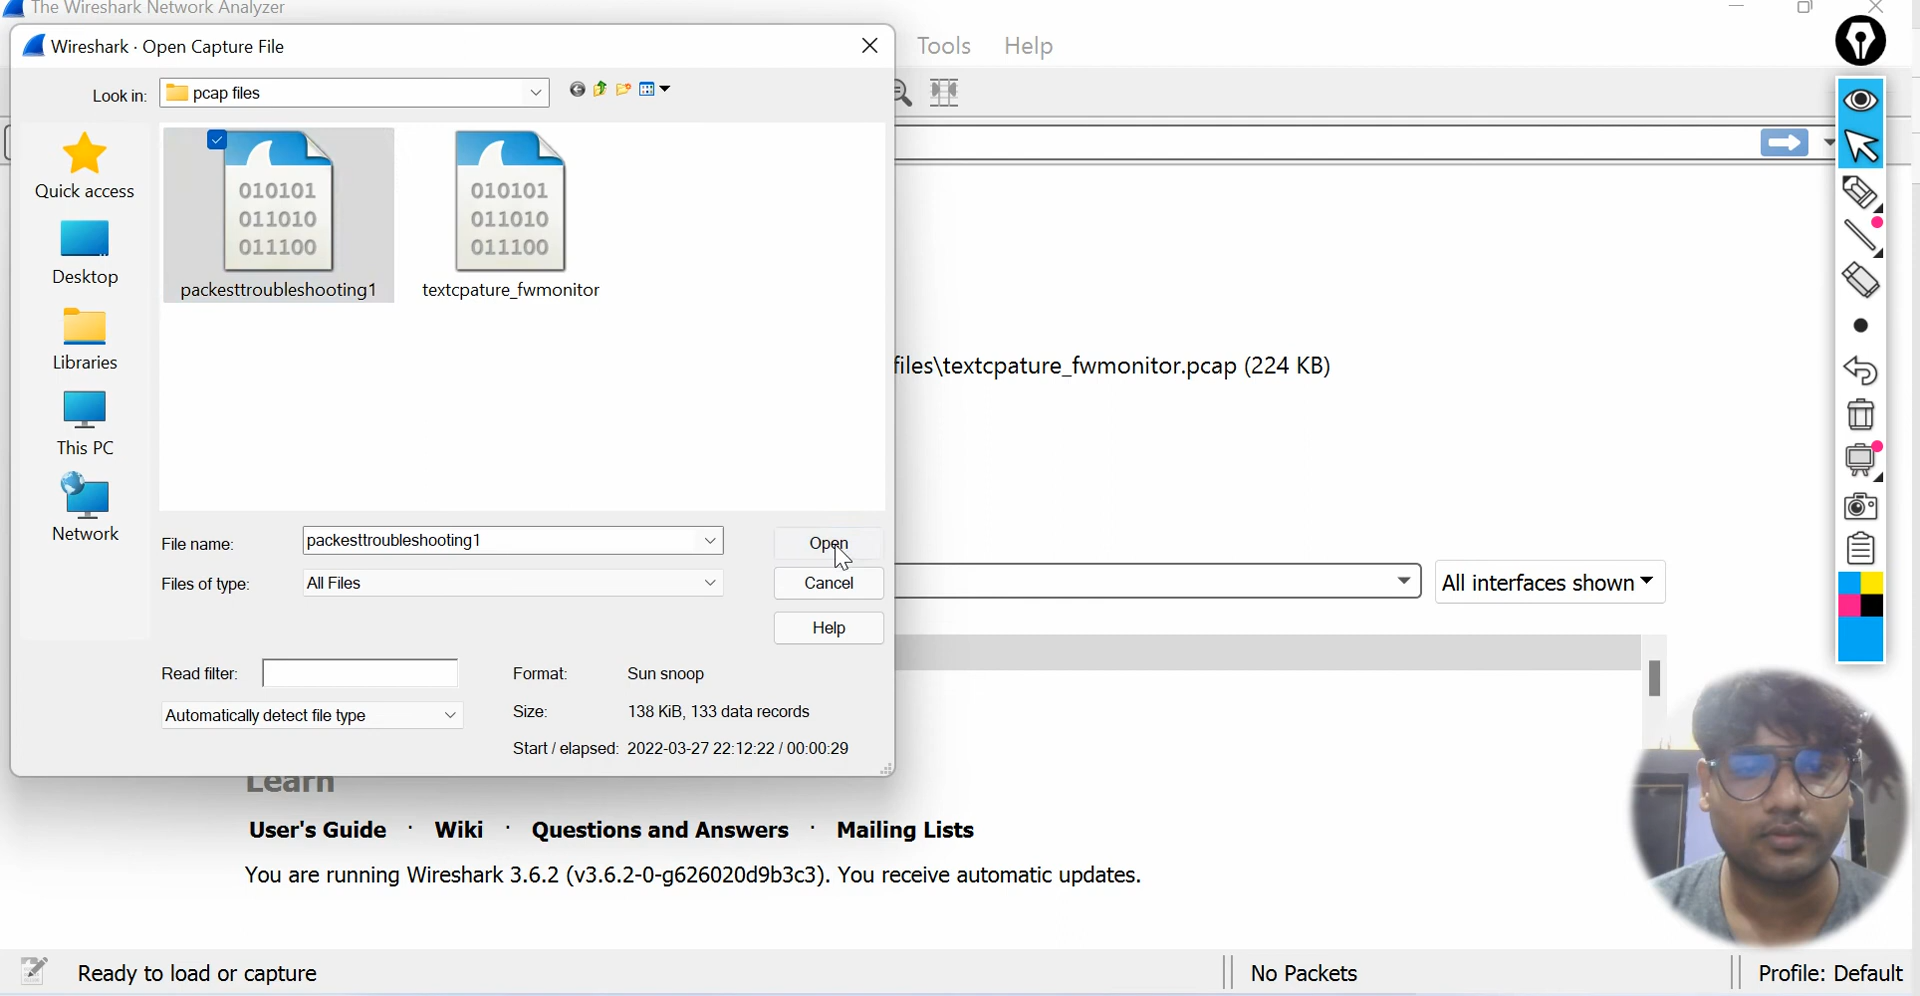 The Wireshark Network Analyzer
Wireshark · Open Capture File
Tools Help
Look in: pcap files
010101
011010
011100
010101
011010
011100
packesttroubleshooting1 textcpature_fwmonitor
Quick access
Desktop
Libraries
This PC
Network
files\textcpature_fwmonitor.pcap (224 KB)
File name: packesttroubleshooting1 Open
Files of type: All Files Cancel
Help
All interfaces shown
Read filter: Format: Sun snoop
Automatically detect file type Size: 138 KiB, 133 data records
Start / elapsed: 2022-03-27 22:12:22 / 00:00:29
Learn
User's Guide · Wiki · Questions and Answers · Mailing Lists
You are running Wireshark 3.6.2 (v3.6.2-0-g626020d9b3c3). You receive automatic updates.
Ready to load or capture No Packets Profile: Default